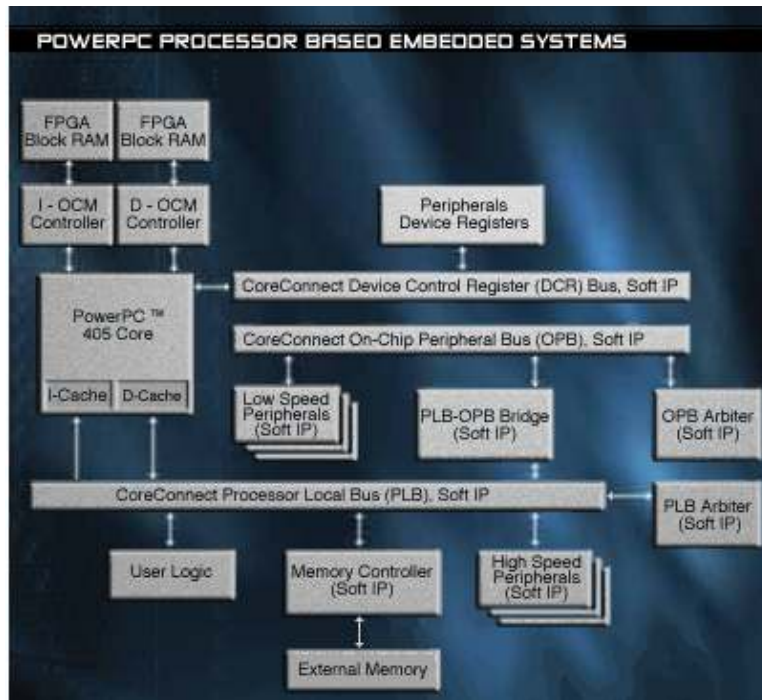 POWERPC PROCESSOR BASED EMBEDDED SYSTEMS
FPGA
Block RAM
FPGA
Block RAM
I - OCM
Controller
D - OCM
Controller
Peripherals
Device Registers
CoreConnect Device Control Register (DCR) Bus, Soft IP
PowerPC ™
405 Core
CoreConnect On-Chip Peripheral Bus (OPB), Soft IP
I-Cache
D-Cache
Low Speed
Peripherals
(Soft IP)
PLB-OPB Bridge
(Soft IP)
OPB Arbiter
(Soft IP)
CoreConnect Processor Local Bus (PLB), Soft IP
PLB Arbiter
(Soft IP)
User Logic
Memory Controller
(Soft IP)
High Speed
Peripherals
(Soft IP)
External Memory